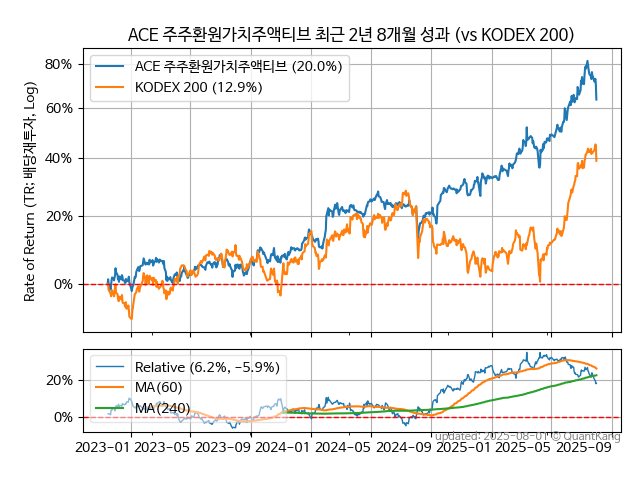 ACE 주주환원가치주액티브 최근 2년 8개월 성과 (vs KODEX 200)
Rate of Return (TR: 배당재투자, Log)
80%
60%
40%
20%
0%
ACE 주주환원가치주액티브 (20.0%)
KODEX 200 (12.9%)
20%
0%
Relative (6.2%, −5.9%)
MA(60)
MA(240)
2023−01 2023−05 2023−09 2024−01 2024−05 2024−09 2025−01 2025−05 2025−09
updated: 2025-08-01 © QuantKang